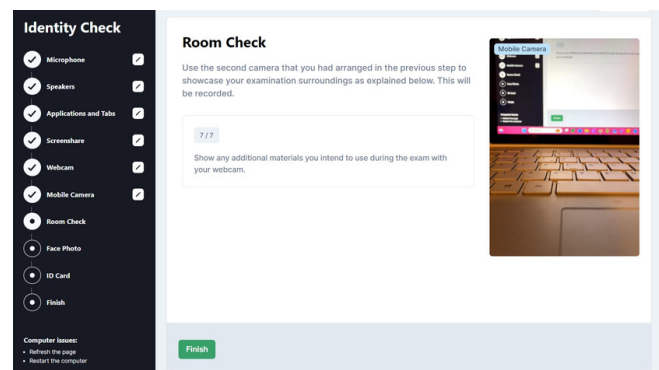 Identity Check
Microphone
Speakers
Applications and Tabs
Screenshare
Webcam
Mobile Camera
Room Check
Face Photo
ID Card
Finish
Computer issues:
• Refresh the page
• Restart the computer
Room Check
Use the second camera that you had arranged in the previous step to
showcase your examination surroundings as explained below. This will
be recorded.
7 / 7
Show any additional materials you intend to use during the exam with
your webcam.
Finish
Mobile Camera